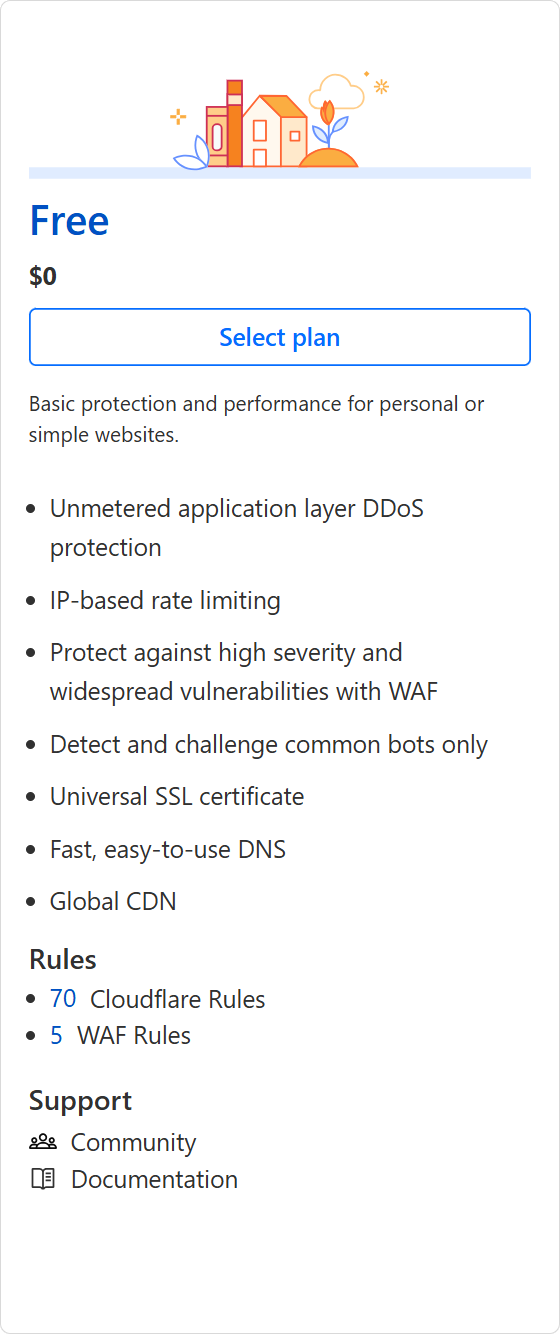 Free
$0
Select plan
Basic protection and performance for personal or
simple websites.
Unmetered application layer DDoS
protection
IP-based rate limiting
Protect against high severity and
widespread vulnerabilities with WAF
Detect and challenge common bots only
Universal SSL certificate
Fast, easy-to-use DNS
Global CDN
Rules
70 Cloudflare Rules
5 WAF Rules
Support
Community
Documentation